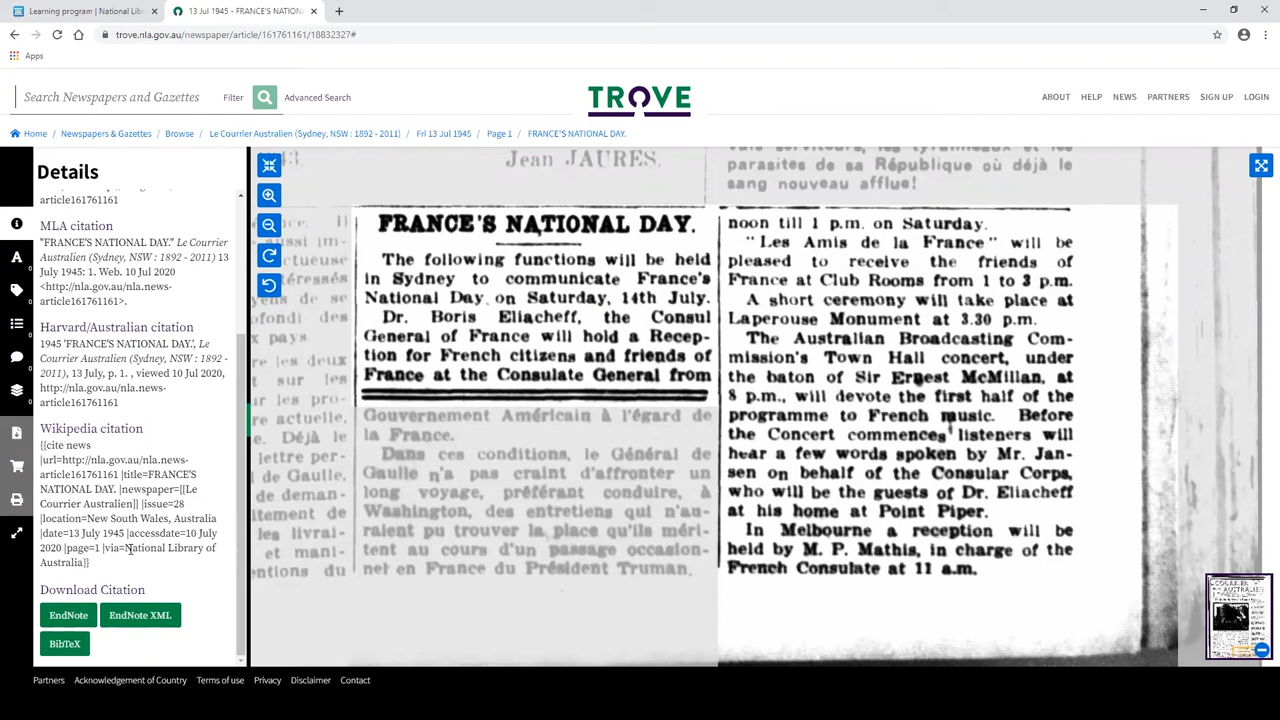 Learning program | National Lib
13 Jul 1945 - FRANCE'S NATION
trove.nla.gov.au/newspaper/article/161761161/18832327#
Apps
Search Newspapers and Gazettes
Filter
Advanced Search
TROVE
ABOUT
HELP
NEWS
PARTNERS
SIGN UP
LOGIN
Home / Newspapers & Gazettes / Browse / Le Courrier Australien (Sydney, NSW : 1892 - 2011) / Fri 13 Jul 1945 / Page 1 / FRANCE'S NATIONAL DAY.
Details
article161761161
MLA citation
"FRANCE'S NATIONAL DAY." Le Courrier
Australien (Sydney, NSW : 1892 - 2011) 13
July 1945: 1. Web. 10 Jul 2020
<http://nla.gov.au/nla.news-
article161761161>.
Harvard/Australian citation
1945 'FRANCE'S NATIONAL DAY.', Le
Courrier Australien (Sydney, NSW : 1892 -
2011), 13 July, p. 1. , viewed 10 Jul 2020,
http://nla.gov.au/nla.news-
article161761161
Wikipedia citation
{{cite news
|url=http://nla.gov.au/nla.news-
article161761161 |title=FRANCE'S
NATIONAL DAY. |newspaper=[[Le
Courrier Australien]] |issue=28
|location=New South Wales, Australia
|date=13 July 1945 |accessdate=10 July
2020 |page=1 |via=National Library of
Australia}}
Download Citation
EndNote
EndNote XML
BibTeX
Jean JAURES.
FRANCE'S NATIONAL DAY.
The following functions will be held
in Sydney to communicate France's
National Day on Saturday, 14th July.
Dr. Boris Eliacheff, the Consul
General of France will hold a Recep-
tion for French citizens and friends of
France at the Consulate General from
Gouvernement Américain à l'égard de
la France.
Dans ces conditions, le Général de
Gaulle n'a pas craint d'affronter un
long voyage, préférant conduire, à
Washington, des entretiens qui n'au-
raient pu trouver la place qu'ils méri-
tent au cours d'un passage occasion-
nel en France du Président Truman.
parasites de sa République où déjà le
sang nouveau afflue!
noon till 1 p.m. on Saturday.
"Les Amis de la France" will be
pleased to receive the friends of
France at Club Rooms from 1 to 3 p.m.
A short ceremony will take place at
Laperouse Monument at 3.30 p.m.
The Australian Broadcasting Com-
mission's Town Hall concert, under
the baton of Sir Ernest McMillan, at
8 p.m., will devote the first half of the
programme to French music. Before
the Concert commences listeners will
hear a few words spoken by Mr. Jan-
sen on behalf of the Consular Corps,
who will be the guests of Dr. Eliacheff
at his home at Point Piper.
In Melbourne a reception will be
held by M. P. Mathis, in charge of the
French Consulate at 11 a.m.
Partners
Acknowledgement of Country
Terms of use
Privacy
Disclaimer
Contact